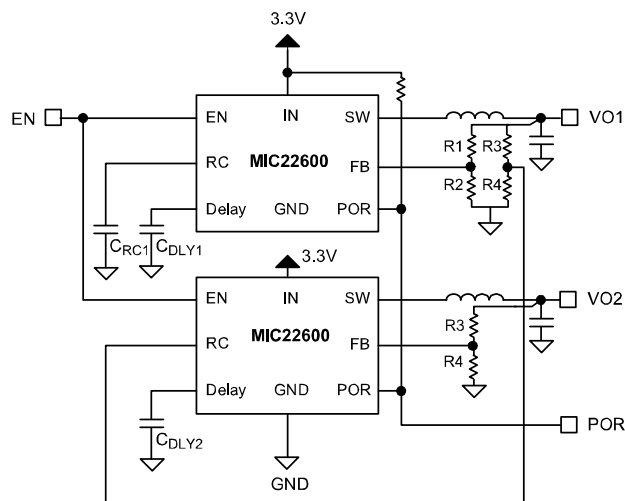 3.3V
EN
EN
IN
SW
VO1
RC
MIC22600
FB
R1
R3
R2
R4
Delay
GND
POR
CRC1
CDLY1
3.3V
EN
IN
SW
VO2
RC
MIC22600
FB
R3
R4
Delay
GND
POR
CDLY2
GND
POR